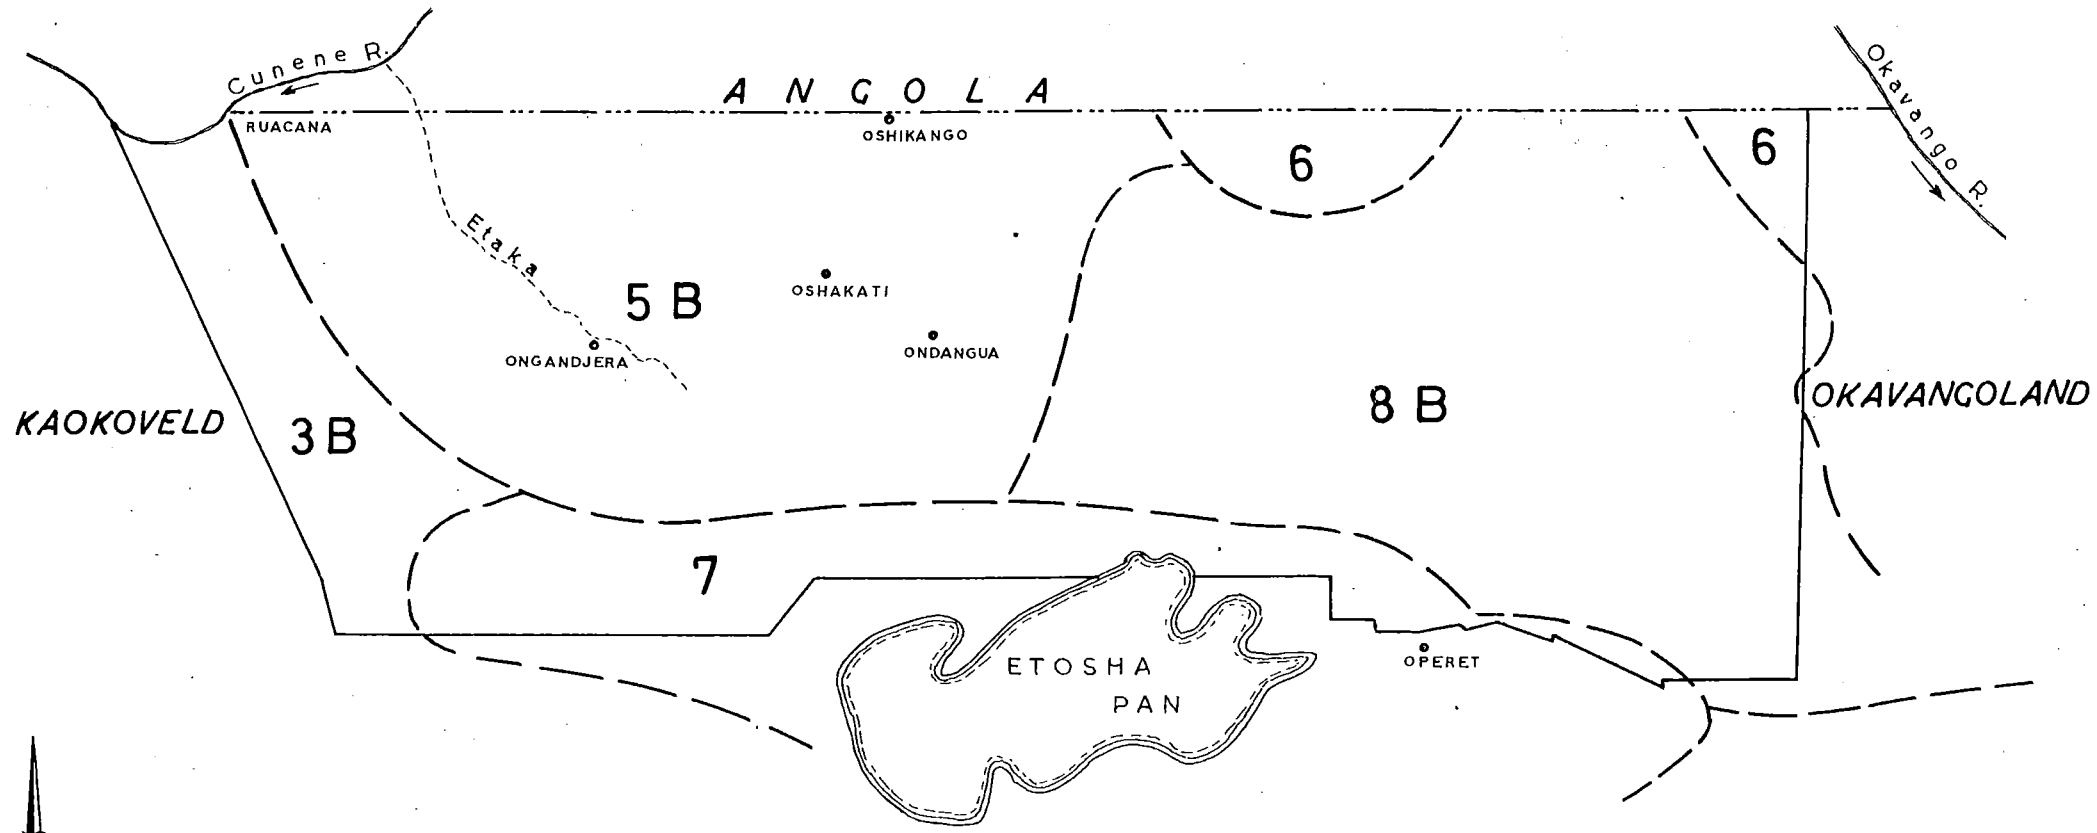 Cunene R.
ANGOLA
Okavango R.
RUACANA
OSHIKANGO
6
6
Etaka
5 B
OSHAKATI
ONDANGUA
ONGANDJERA
8 B
KAOKOVELD
3 B
OKAVANGOLAND
7
ETOSHA
PAN
OPERET